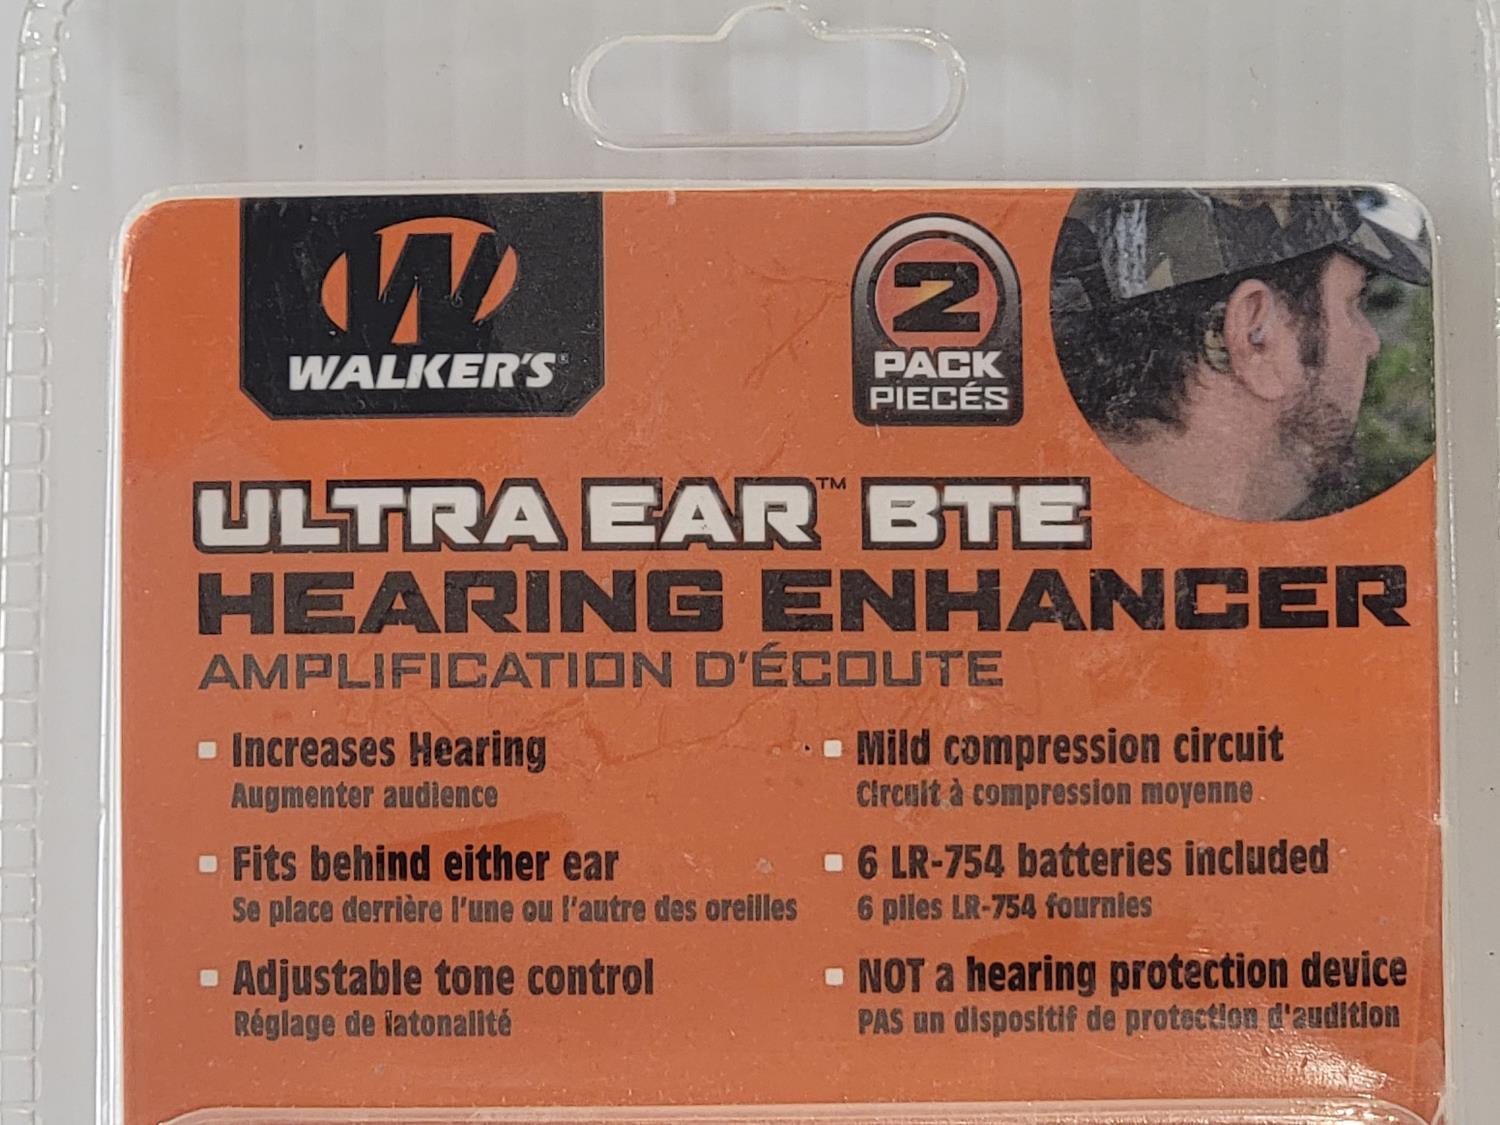 W
WALKER'S
2
PACK
PIECÉS
ULTRA EAR™ BTE
HEARING ENHANCER
AMPLIFICATION D'ÉCOUTE
Increases Hearing
Augmenter audience
Fits behind either ear
Se place derrière l'une ou l'autre des oreilles
Adjustable tone control
Réglage de latonalité
Mild compression circuit
Circuit à compression moyenne
6 LR-754 batteries included
6 piles LR-754 fournies
NOT a hearing protection device
PAS un dispositif de protection d'audition